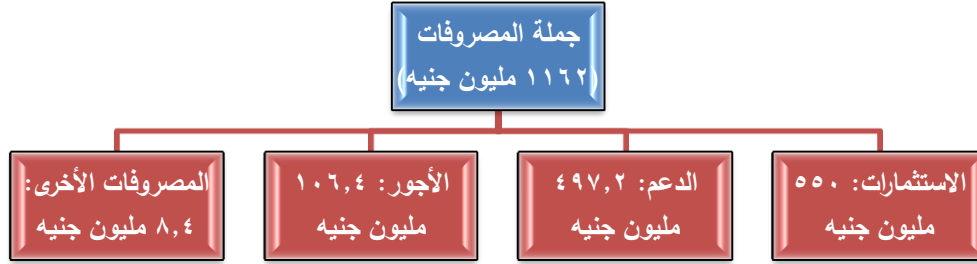 جملة المصروفات
(١١٦٢ مليون جنيه)
الاستثمارات: ٥٥٠
مليون جنيه
الدعم: ٤٩٧,٢
مليون جنيه
الأجور: ١٠٦,٤
مليون جنيه
المصروفات الأخرى:
٨,٤ مليون جنيه